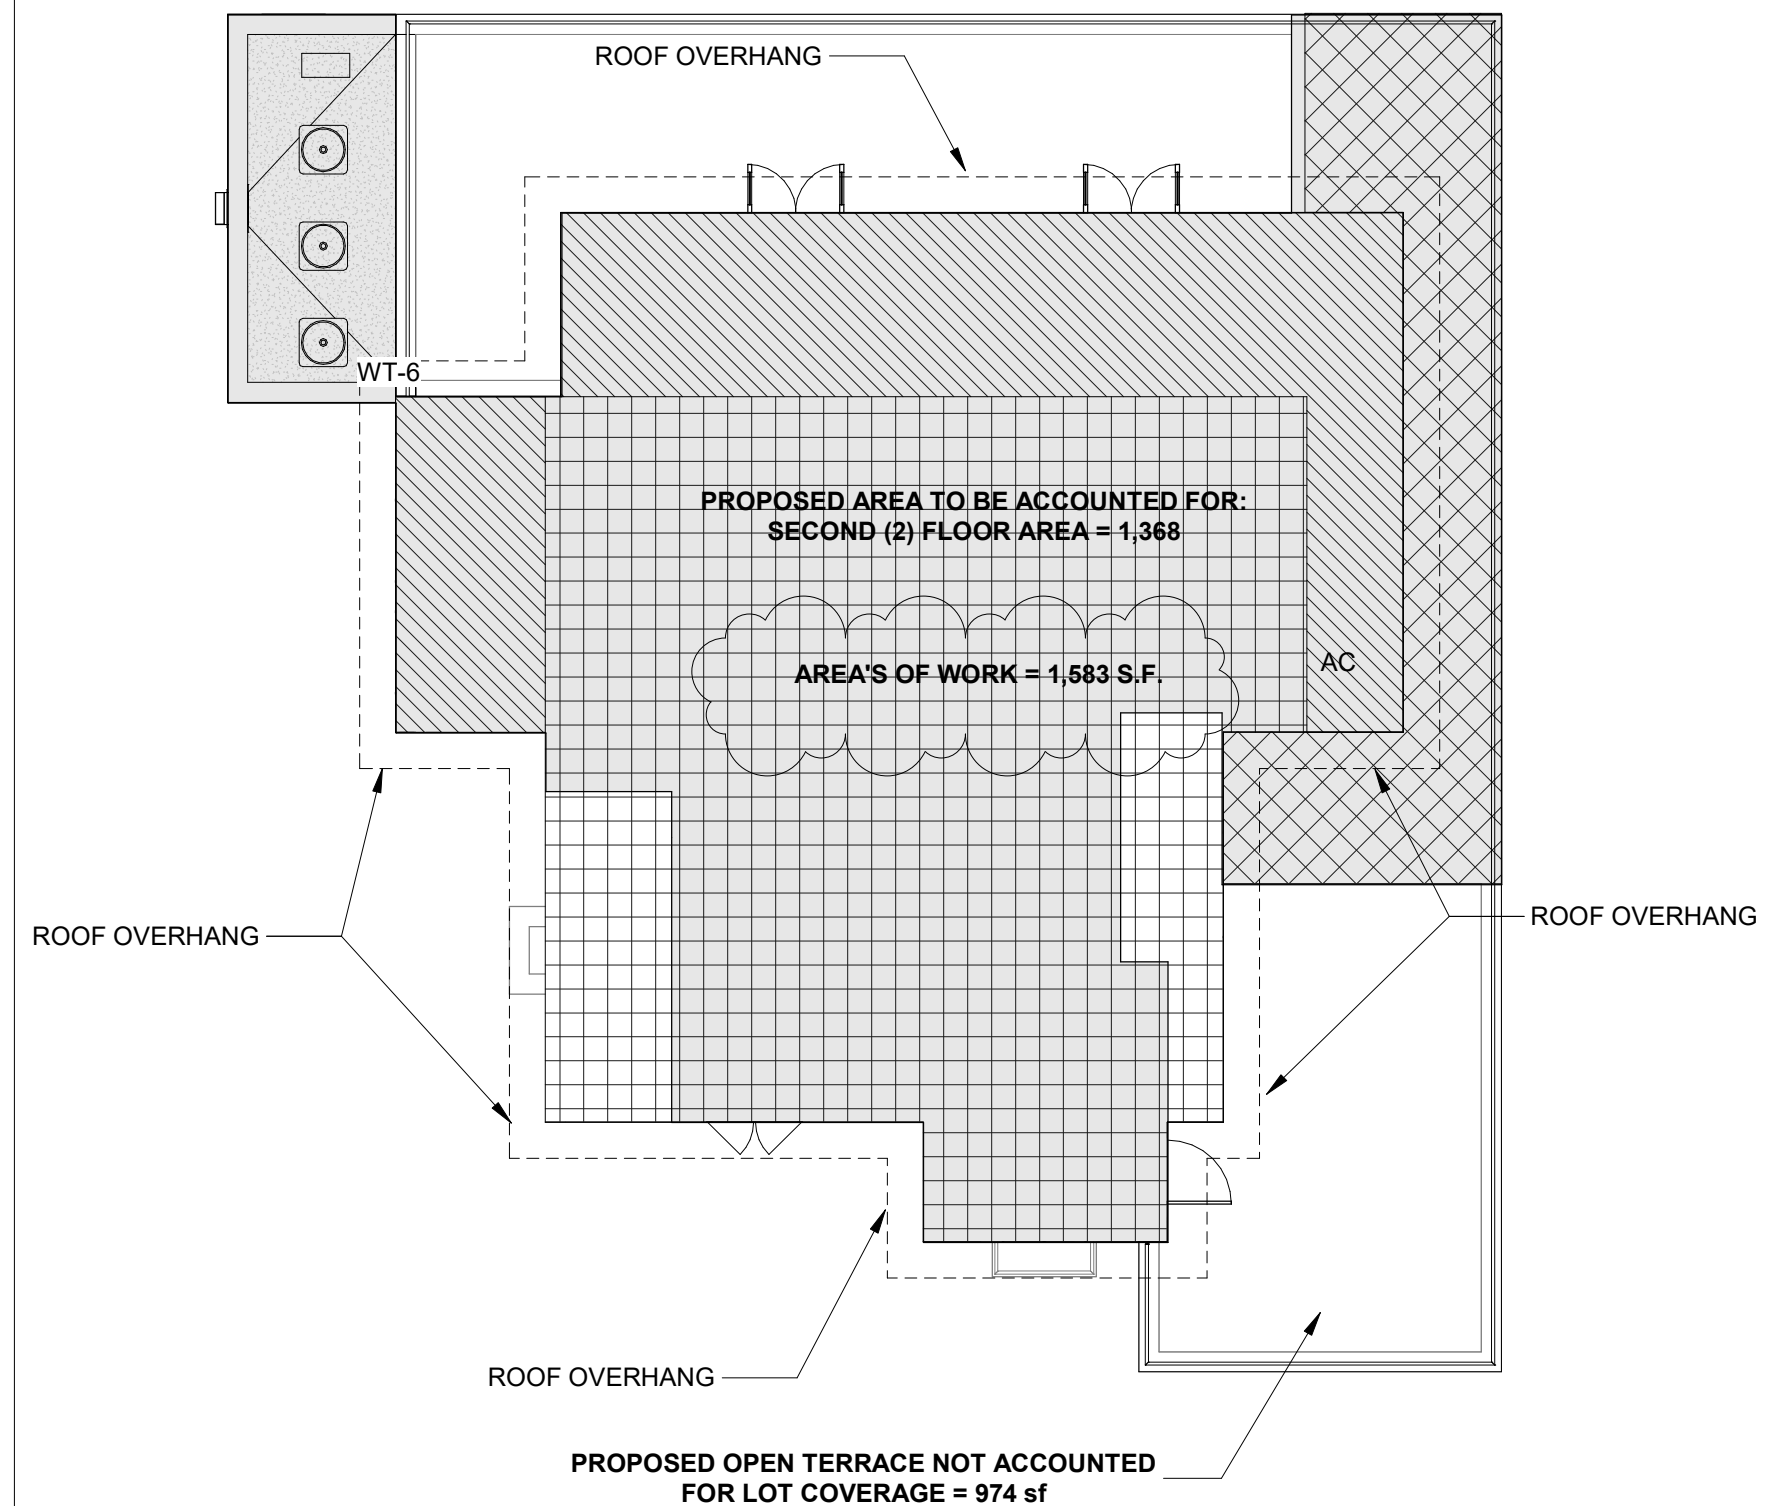 ROOF OVERHANG
WT-6
PROPOSED AREA TO BE ACCOUNTED FOR:
SECOND (2) FLOOR AREA = 1,368
AREA'S OF WORK = 1,583 S.F.
AC
ROOF OVERHANG
ROOF OVERHANG
ROOF OVERHANG
PROPOSED OPEN TERRACE NOT ACCOUNTED
FOR LOT COVERAGE = 974 sf